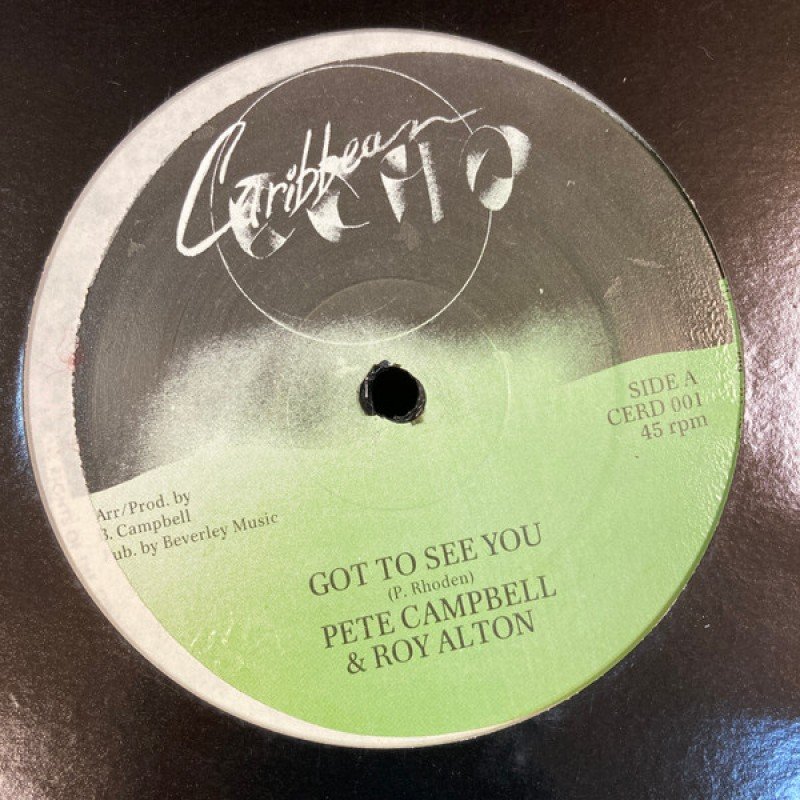 Caribbean
ECHO
SIDE A
CERD 001
45 rpm
Arr/Prod. by
B. Campbell
ub. by Beverley Music
GOT TO SEE YOU
(P. Rhoden)
PETE CAMPBELL
& ROY ALTON